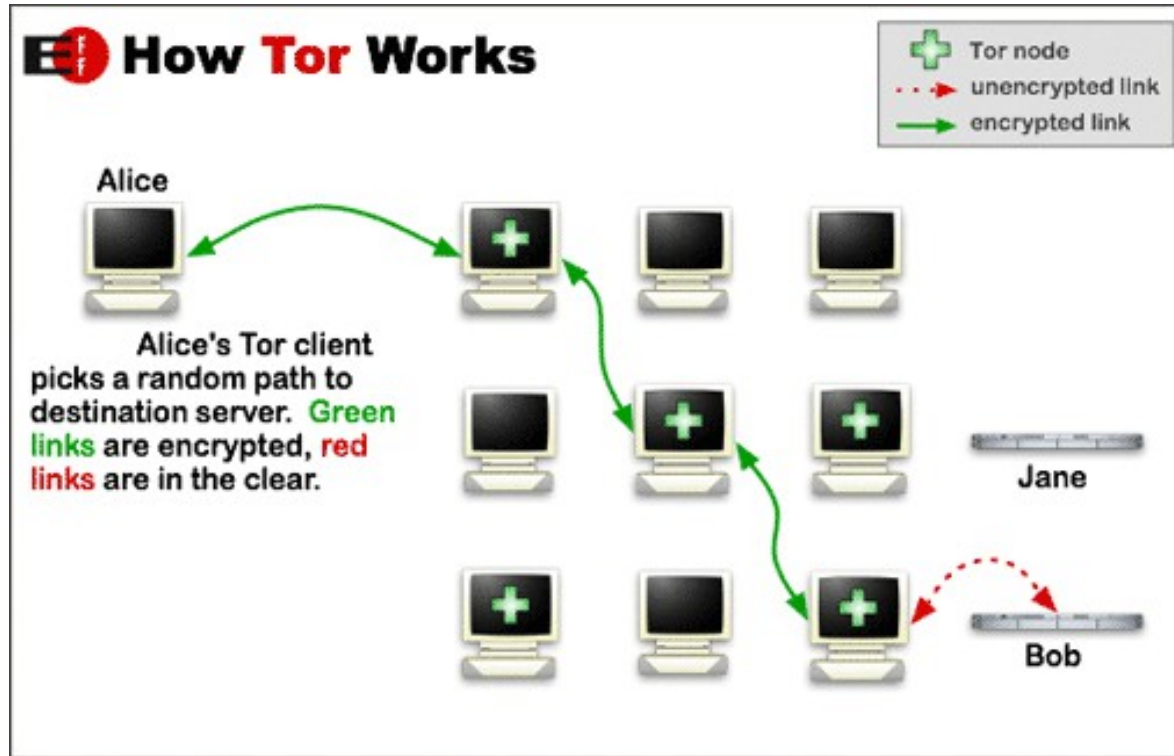 EFF How Tor Works
Tor node
unencrypted link
encrypted link
Alice
Alice's Tor client
picks a random path to
destination server. Green
links are encrypted, red
links are in the clear.
Jane
Bob